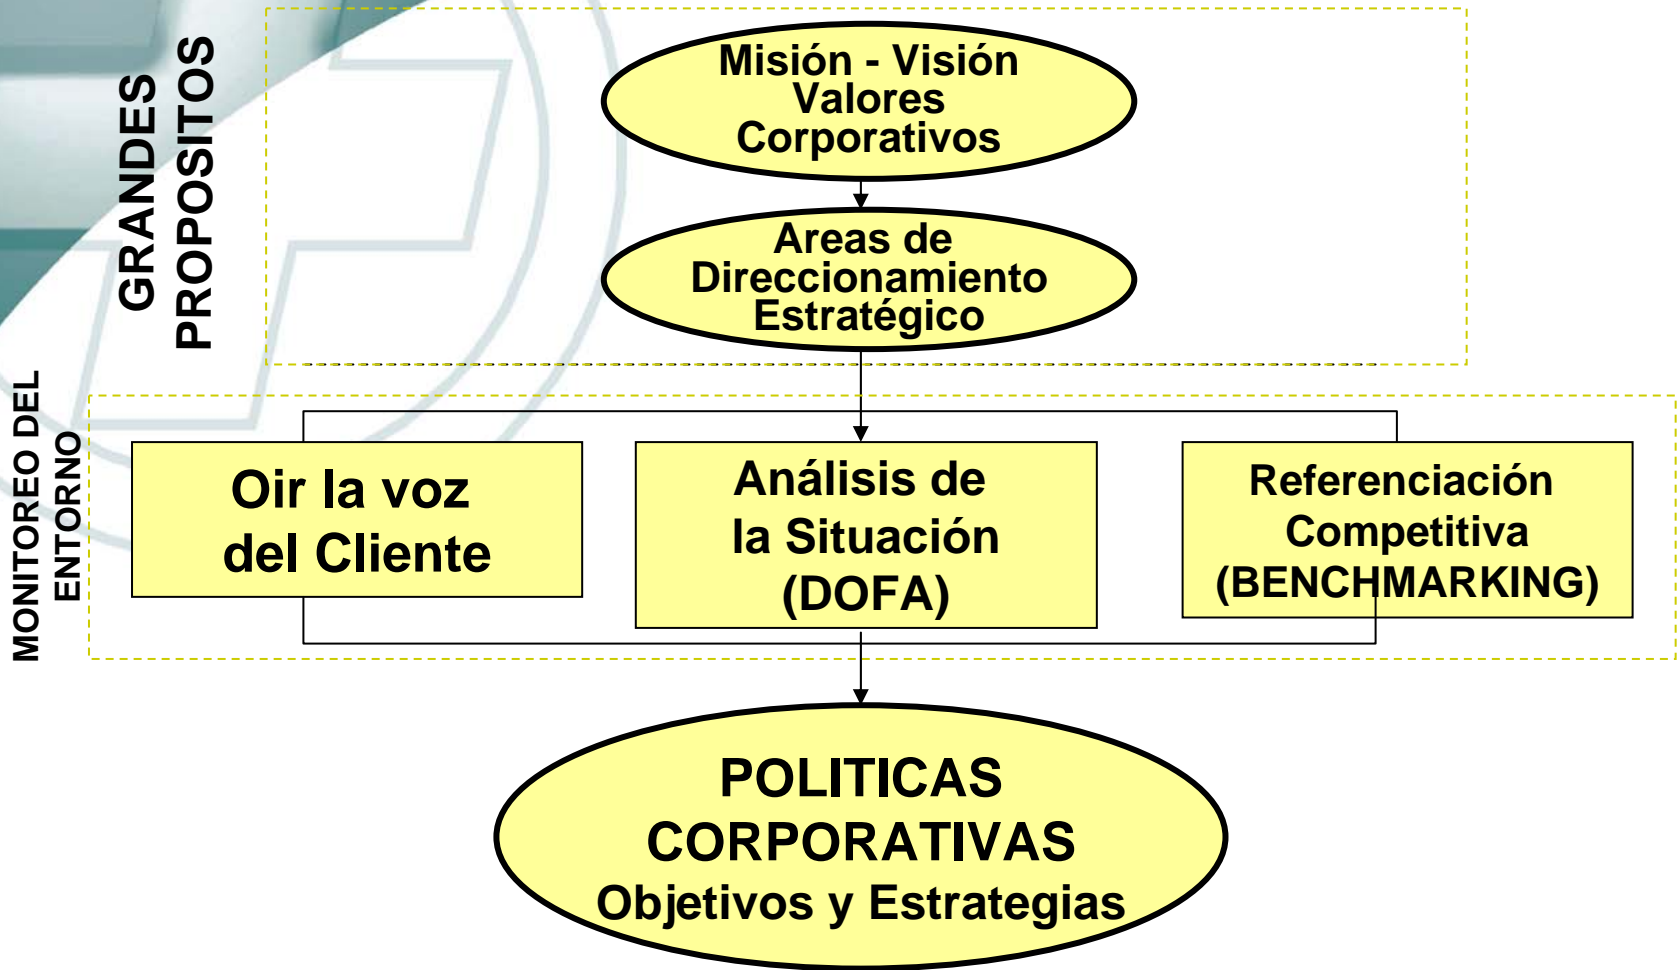 GRANDES
PROPOSITOS
Misión - Visión
Valores
Corporativos
Areas de
Direccionamiento
Estratégico
MONITOREO DEL
ENTORNO
Oir la voz
del Cliente
Análisis de
la Situación
(DOFA)
Referenciación
Competitiva
(BENCHMARKING)
POLITICAS
CORPORATIVAS
Objetivos y Estrategias